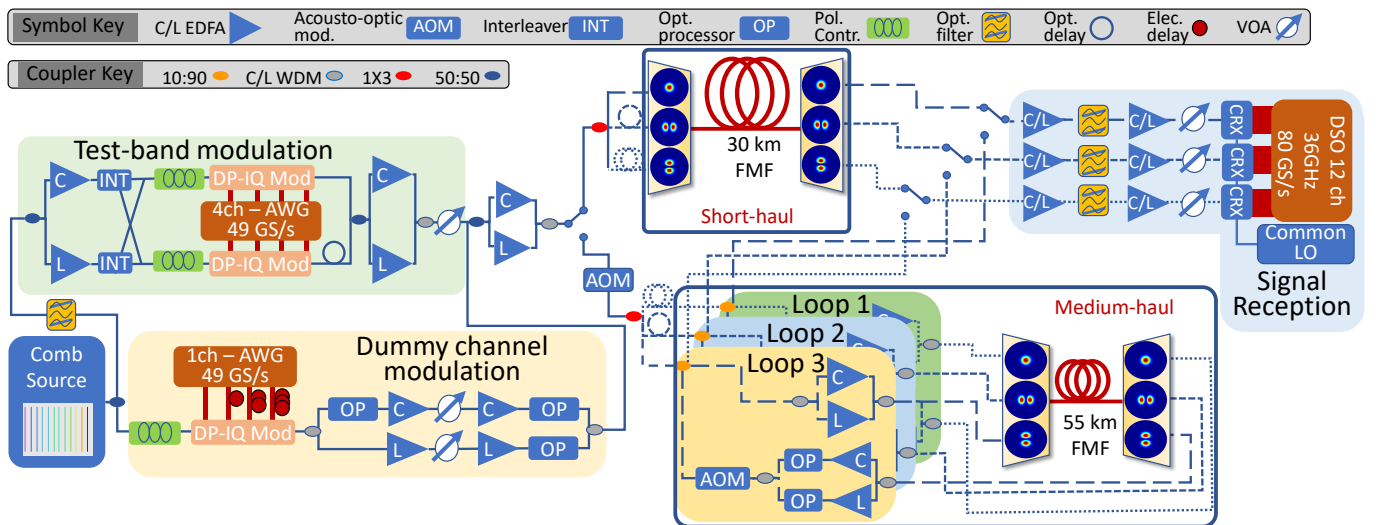 Symbol Key
C/L EDFA
Acousto-optic
mod.
AOM
Interleaver
INT
Opt.
processor
OP
Pol.
Contr.
Opt.
filter
Opt.
delay
Elec.
delay
VOA
Coupler Key
10:90
C/L WDM
1X3
50:50
Test-band modulation
C
INT
DP-IQ Mod
4ch – AWG
49 GS/s
L
INT
DP-IQ Mod
C
L
C
L
AOM
30 km
FMF
Short-haul
C/L
C/L
CRX
C/L
C/L
CRX
C/L
C/L
CRX
DSO 12 ch
36GHz
80 GS/s
Common
LO
Signal
Reception
Comb
Source
1ch – AWG
49 GS/s
DP-IQ Mod
Dummy channel
modulation
OP
C
C
OP
L
L
OP
Loop 1
C
Loop 2
Loop 3
C
L
AOM
OP
C
OP
L
Medium-haul
55 km
FMF